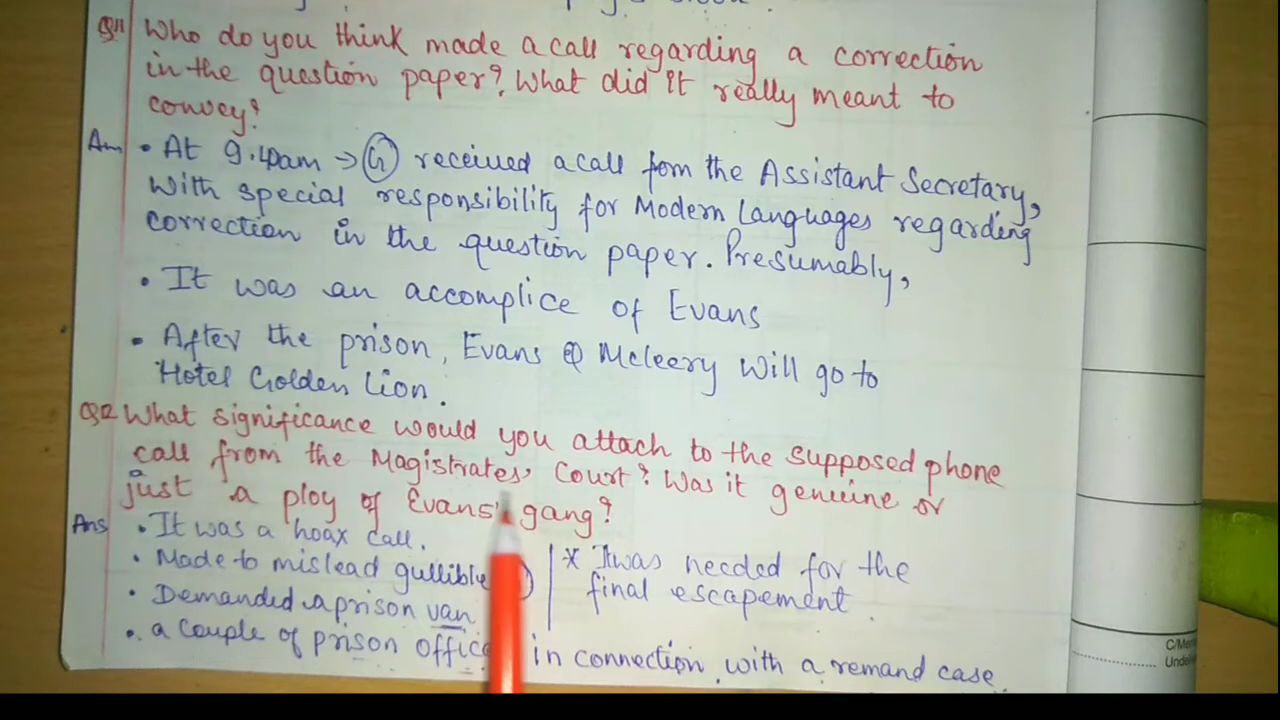 Q1 Who do you think made a call regarding a correction
in the question paper? What did it really meant to
convey?
Ans • At 9.40am → G received a call form the Assistant Secretary,
With special responsibility for Modern Languages regarding
correction in the question paper. Presumably,
• It was an accomplice of Evans
• After the prison, Evans & Mcleery will go to
Hotel Golden Lion.
Q2 What significance would you attach to the supposed phone
call from the Magistrates' Court? Was it genuine or
just a ploy of Evans' gang?
Ans • It was a hoax call.
• Made to mislead gullible
• Demanded a prison van
• a couple of prison offic in connection with a remand case.
* It was needed for the
final escapement.
C/Me
Unde